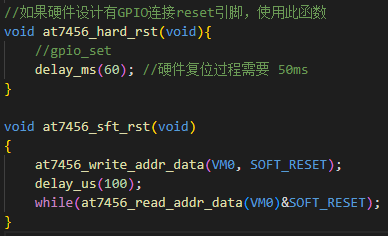 //如果硬件设计有GPIO连接reset引脚，使用此函数
void at7456_hard_rst(void){
    //gpio_set
    delay_ms(60); //硬件复位过程需要 50ms
}

void at7456_sft_rst(void)
{
    at7456_write_addr_data(VM0, SOFT_RESET);
    delay_us(100);
    while(at7456_read_addr_data(VM0)&SOFT_RESET);
}